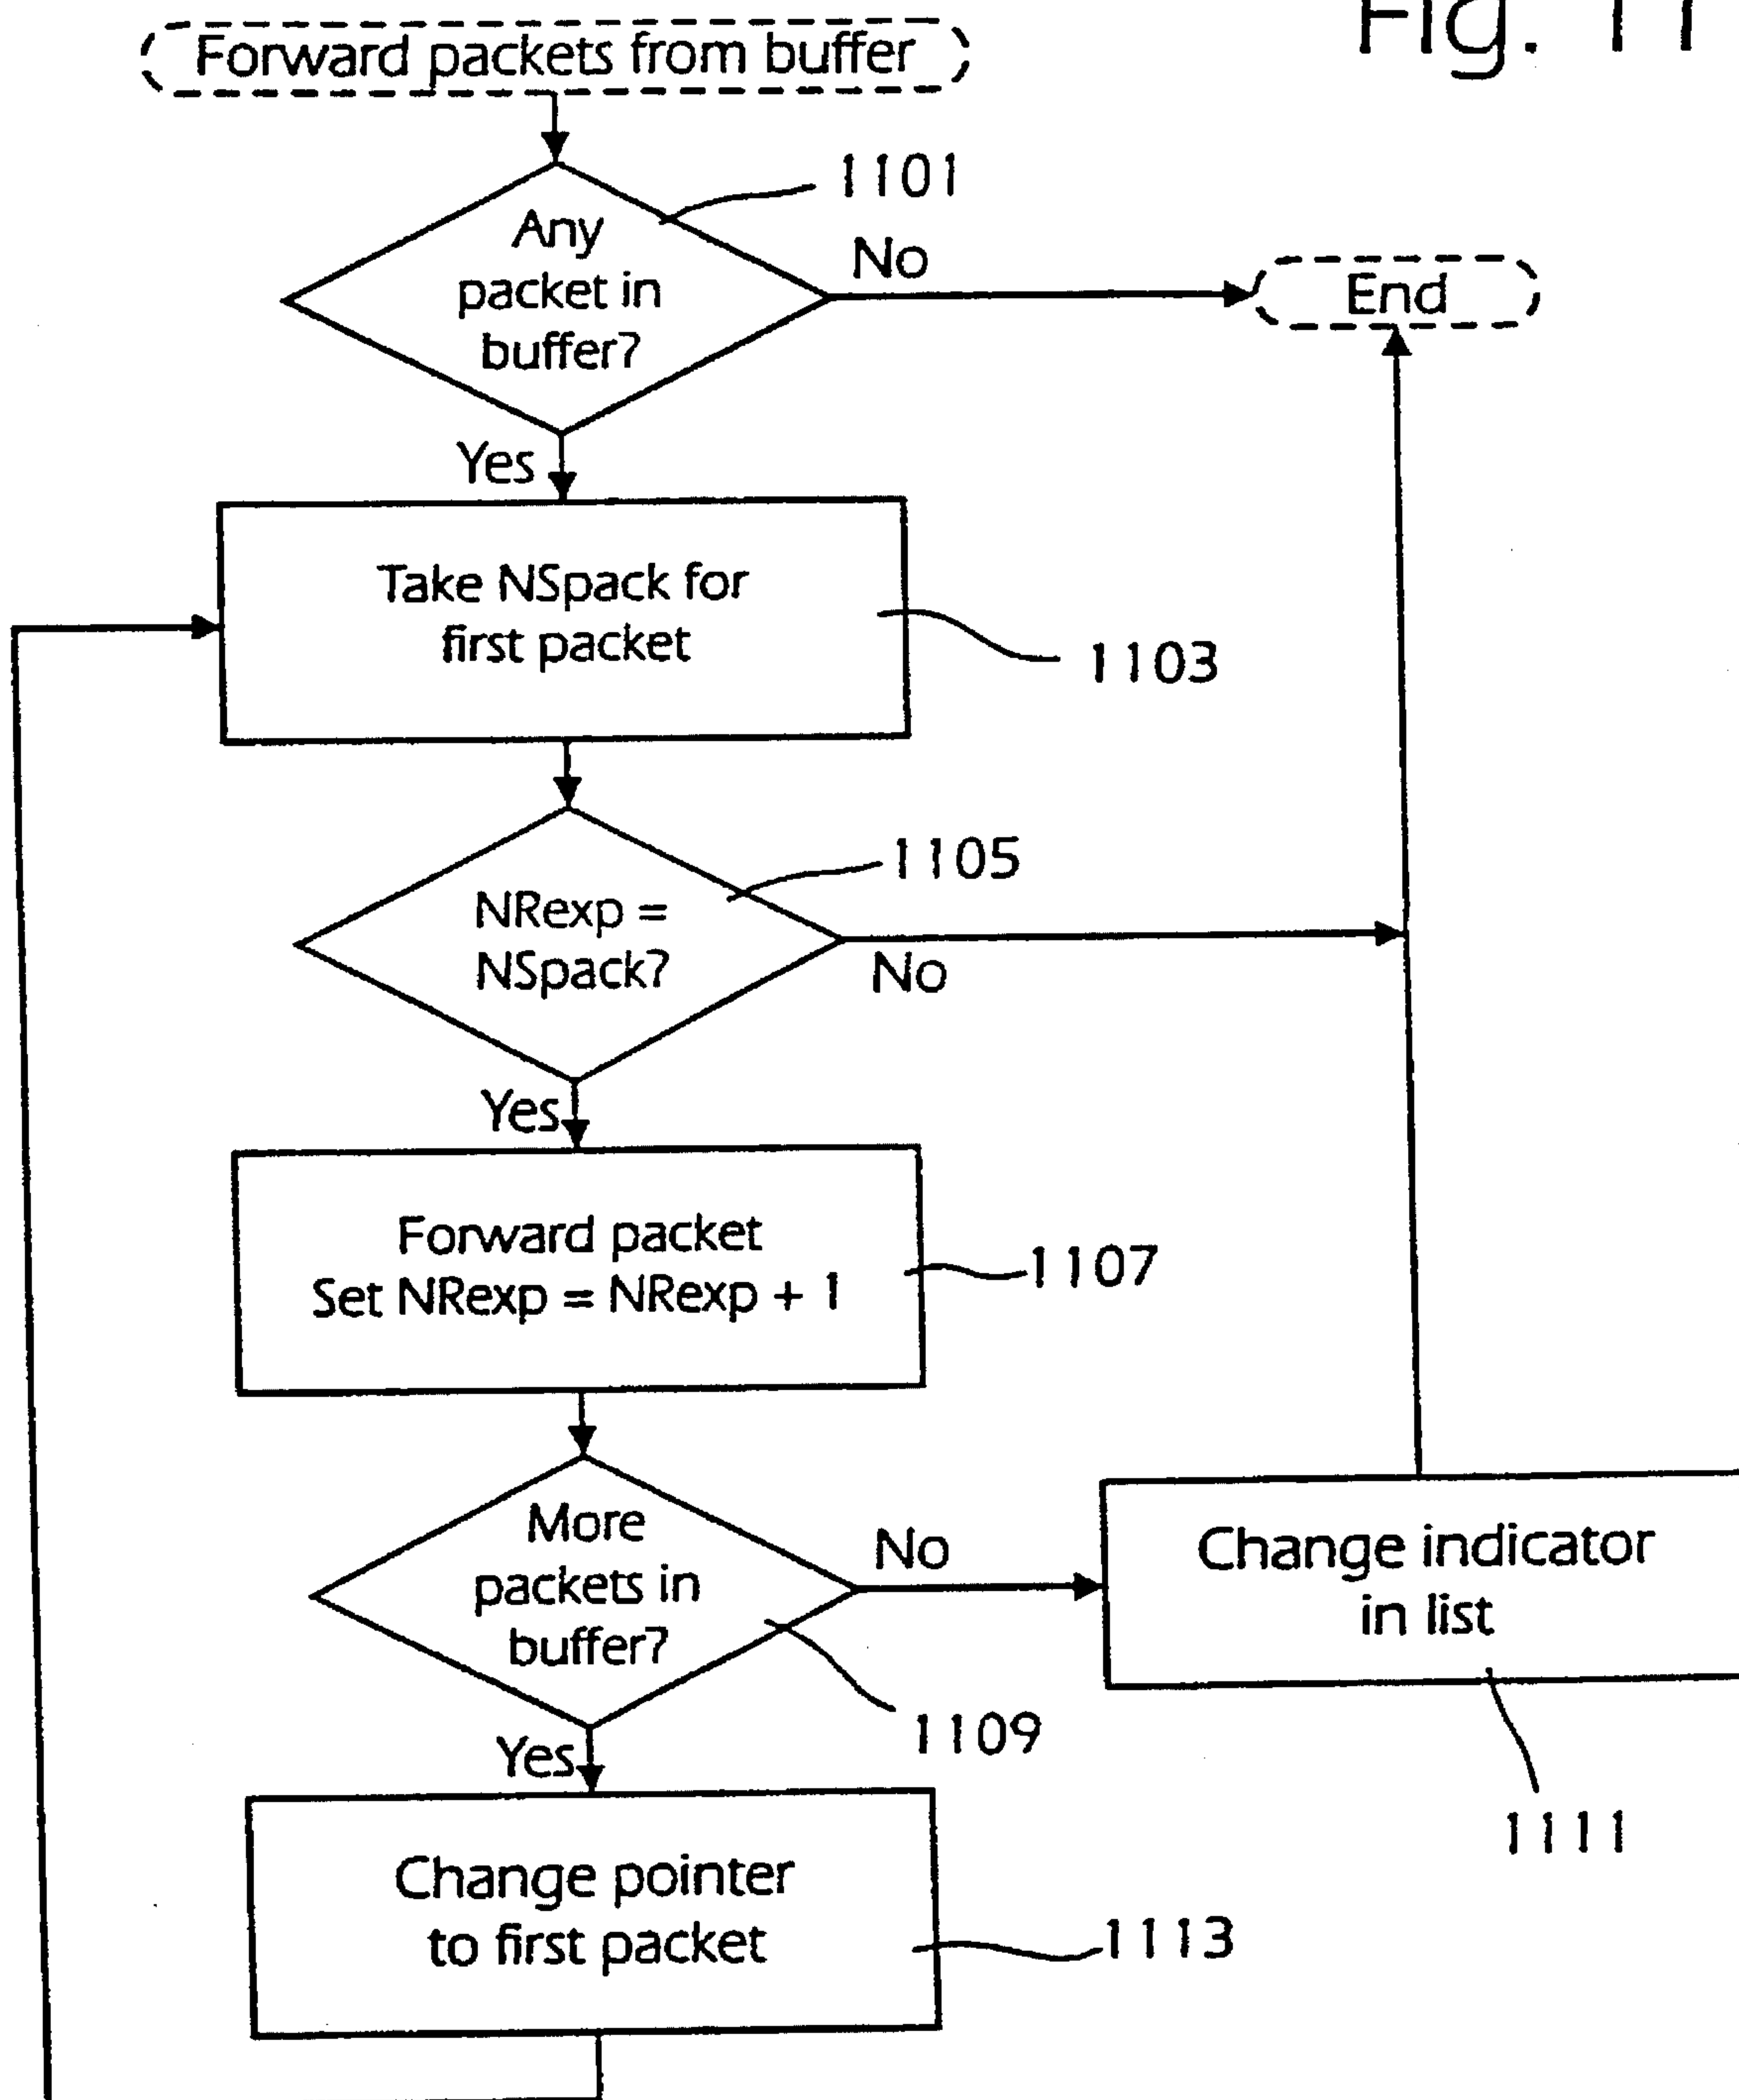 Fig. 11
Forward packets from buffer
1101
Any
packet in
buffer?
No
End
Yes
Take NSpack for
first packet
1103
1105
NRexp =
NSpack?
No
Yes
Forward packet
Set NRexp = NRexp + 1
1107
More
packets in
buffer?
No
Change indicator
in list
1109
Yes
1111
Change pointer
to first packet
1113